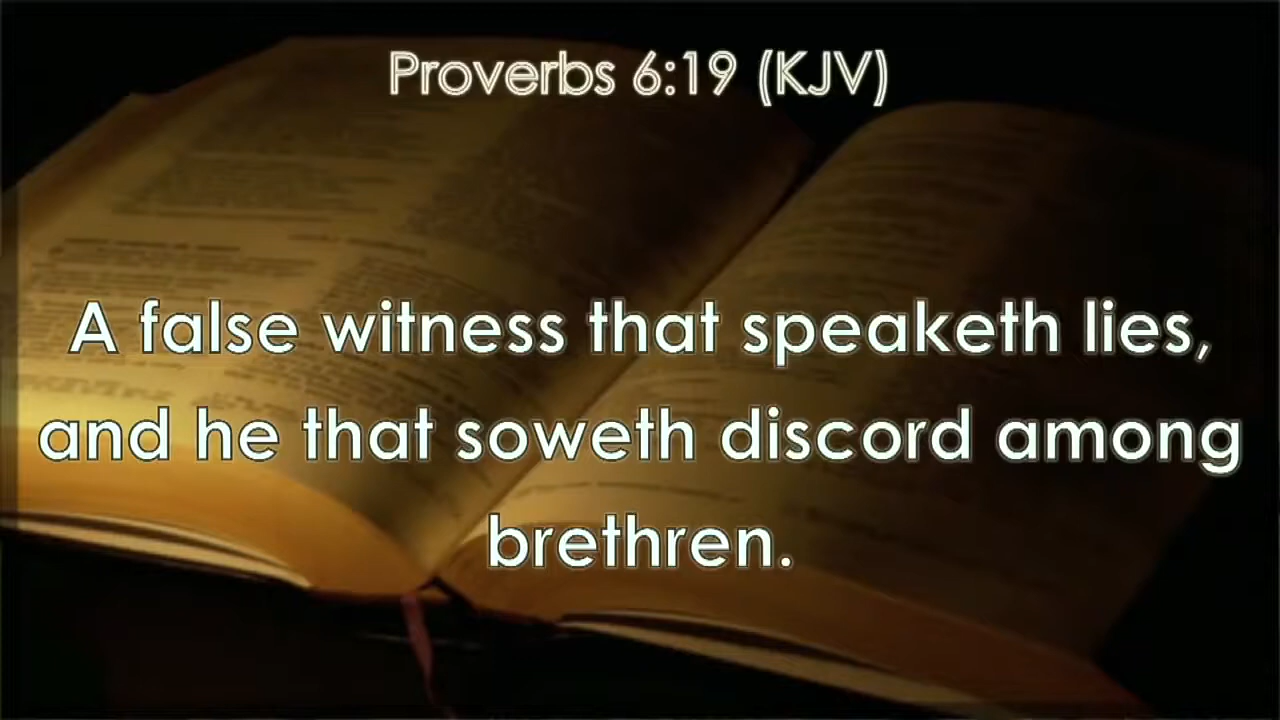 Proverbs 6:19 (KJV)
A false witness that speaketh lies,
and he that soweth discord among
brethren.